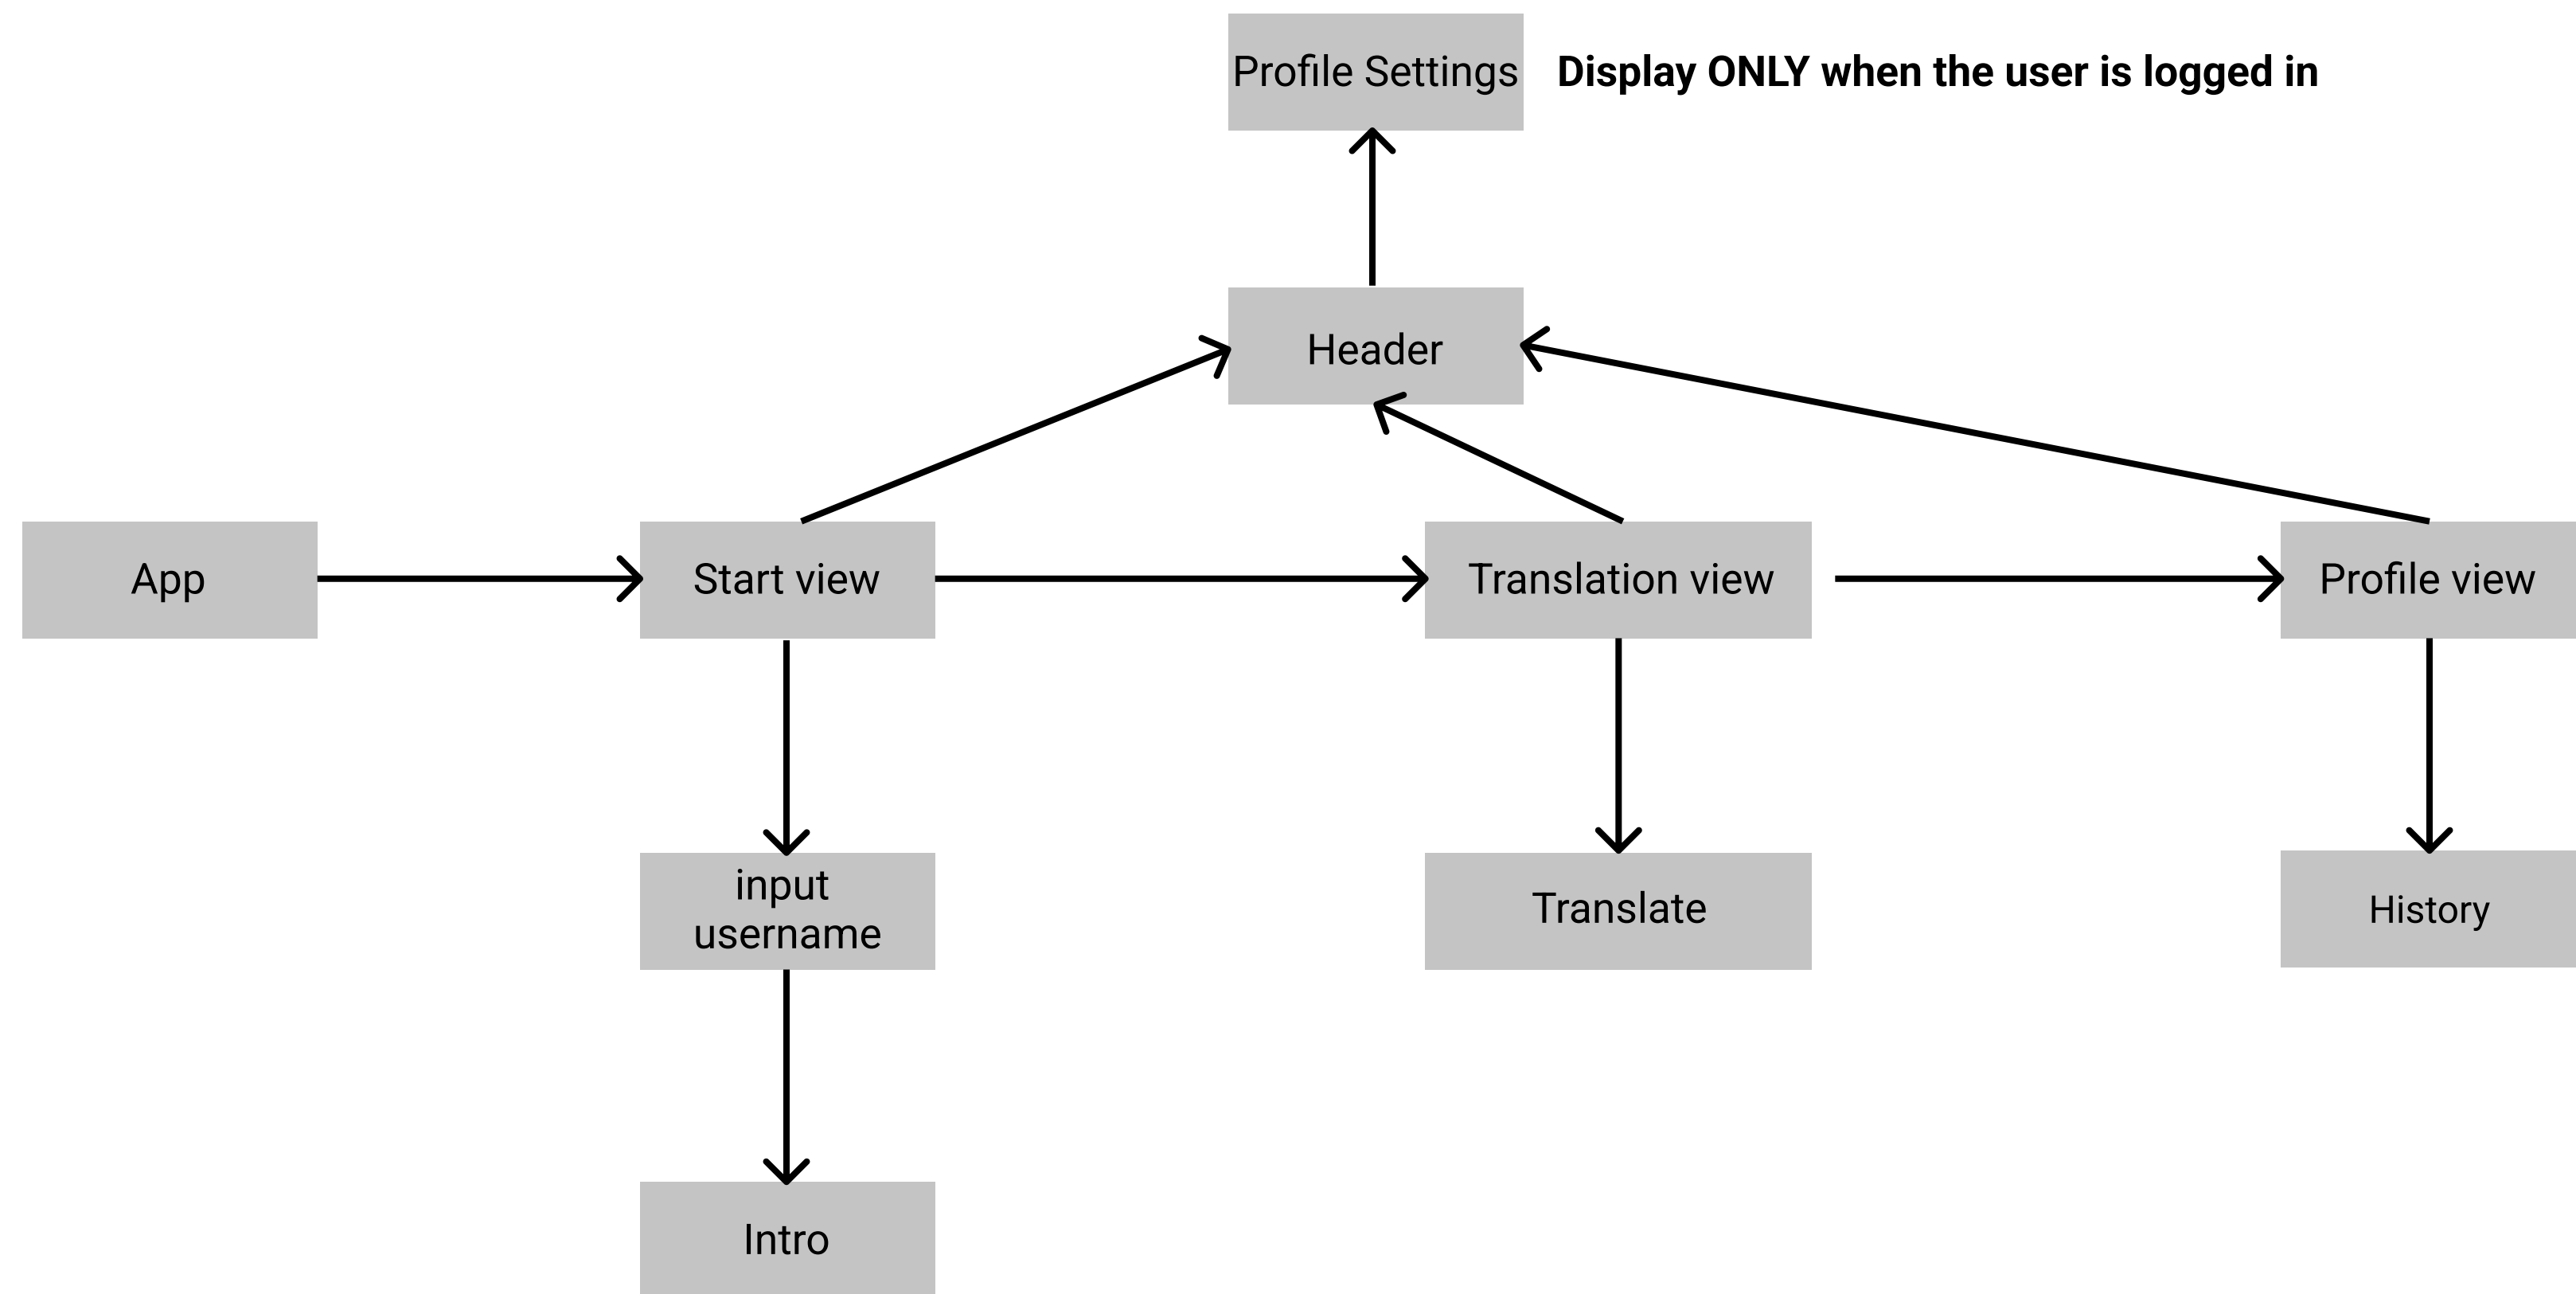 Profile Settings
Display ONLY when the user is logged in
Header
App
Start view
Translation view
Profile view
input
username
Translate
History
Intro